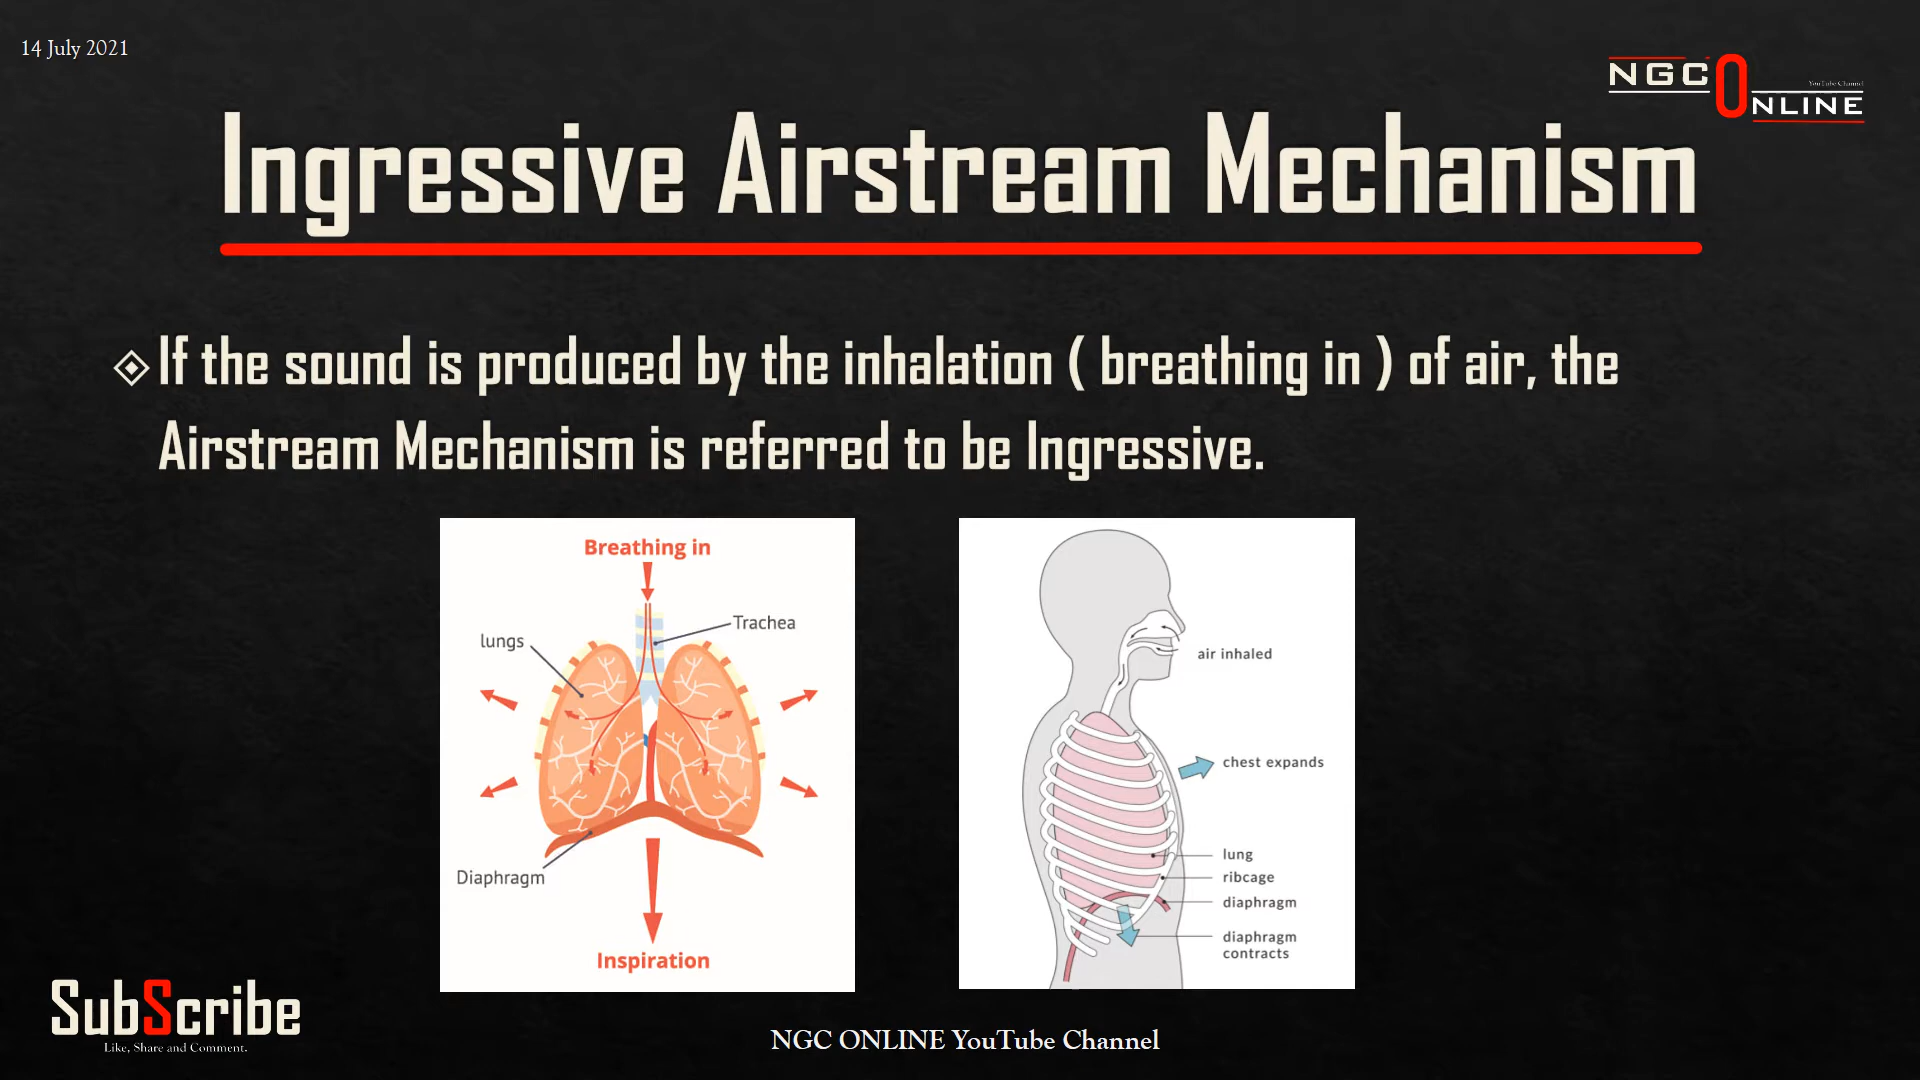 14 July 2021
NGC ONLINE
YouTube Channel
Ingressive Airstream Mechanism
If the sound is produced by the inhalation ( breathing in ) of air, the
Airstream Mechanism is referred to be Ingressive.
Breathing in
Trachea
lungs
Diaphragm
Inspiration
air inhaled
chest expands
lung
ribcage
diaphragm
diaphragm
contracts
SubScribe
Like, Share and Comment.
NGC ONLINE YouTube Channel